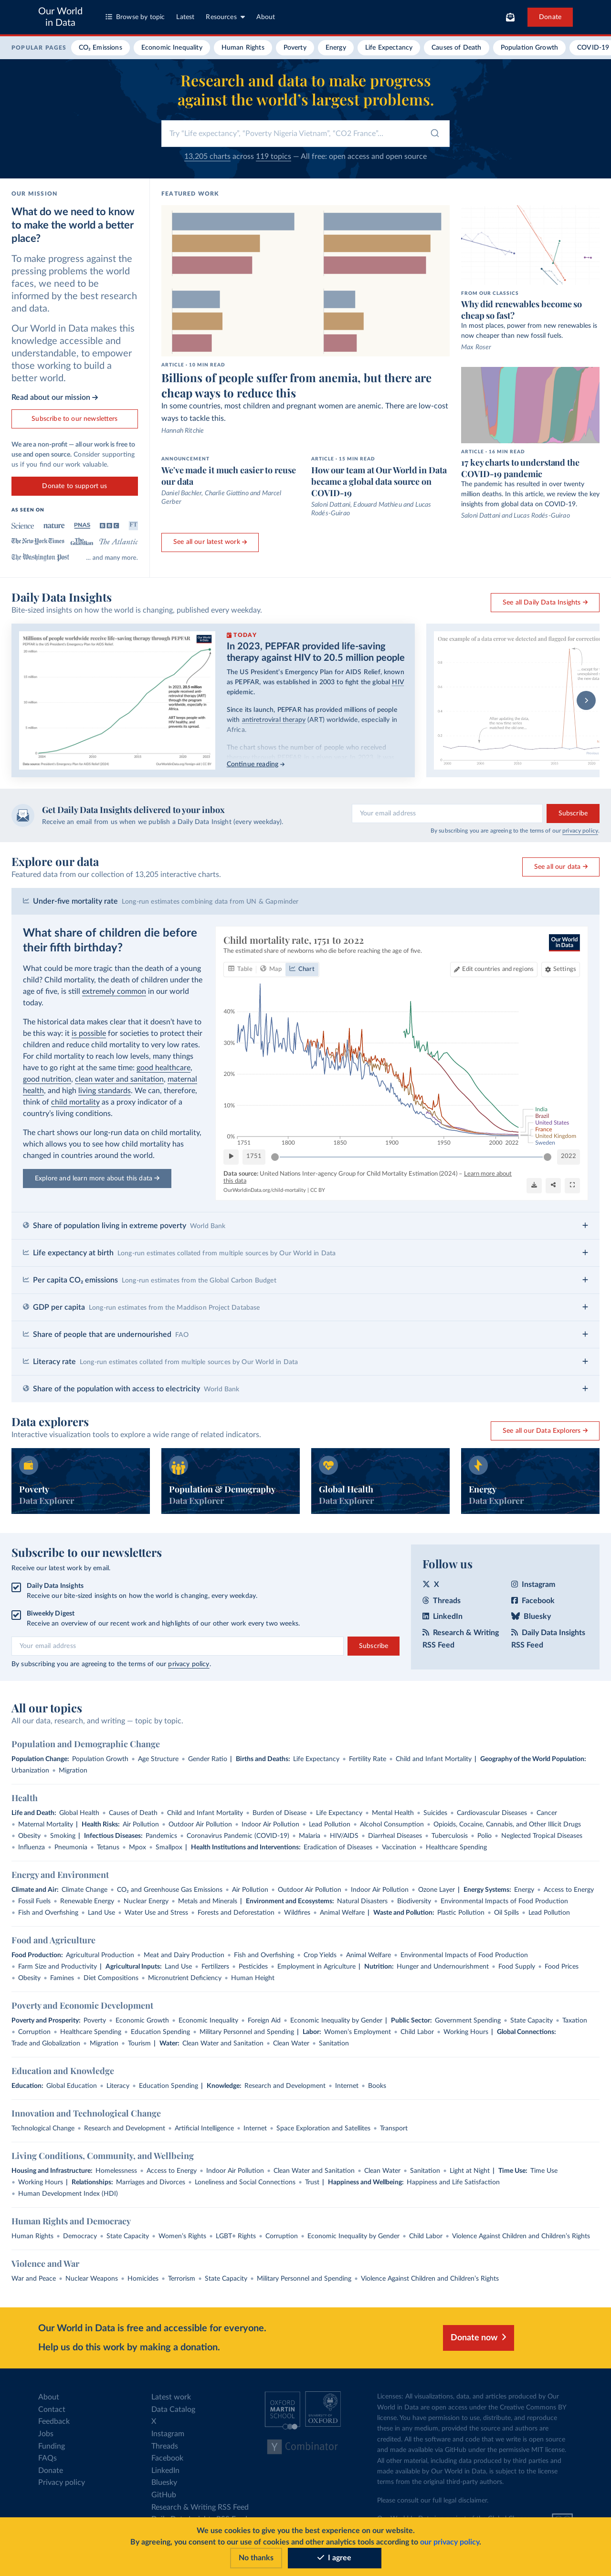 Our World
in Data
Browse by topic
Latest
Resources
About
Donate
POPULAR PAGES
CO₂ Emissions
Economic Inequality
Human Rights
Poverty
Energy
Life Expectancy
Causes of Death
Population Growth
COVID-19
Research and data to make progress
against the world's largest problems.
Try "Life expectancy", "Poverty Nigeria Vietnam", "CO2 France"...
13,205 charts across 119 topics — All free: open access and open source
OUR MISSION
What do we need to know
to make the world a better
place?
To make progress against the
pressing problems the world
faces, we need to be
informed by the best research
and data.
Our World in Data makes this
knowledge accessible and
understandable, to empower
those working to build a
better world.
Read about our mission →
Subscribe to our newsletters
We are a non-profit — all our work is free to
use and open source. Consider supporting
us if you find our work valuable.
Donate to support us
AS SEEN ON
Science nature PNAS BBC FT
The New York Times The Guardian The Atlantic
The Washington Post ... and many more.
FEATURED WORK
ARTICLE · 10 MIN READ
Billions of people suffer from anemia, but there are
cheap ways to reduce this
In some countries, most children and pregnant women are anemic. There are low-cost
ways to tackle this.
Hannah Ritchie
ANNOUNCEMENT
We've made it much easier to reuse
our data
Daniel Bachler, Charlie Giattino and Marcel
Gerber
ARTICLE · 15 MIN READ
How our team at Our World in Data
became a global data source on
COVID-19
Saloni Dattani, Edouard Mathieu and Lucas
Rodés-Guirao
See all our latest work →
FROM OUR CLASSICS
Why did renewables become so
cheap so fast?
In most places, power from new renewables is
now cheaper than new fossil fuels.
Max Roser
ARTICLE · 16 MIN READ
17 key charts to understand the
COVID-19 pandemic
The pandemic has resulted in over twenty
million deaths. In this article, we review the key
insights from global data on COVID-19.
Saloni Dattani and Lucas Rodés-Guirao
Daily Data Insights
Bite-sized insights on how the world is changing, published every weekday.
See all Daily Data Insights →
Millions of people worldwide receive life-saving therapy through PEPFAR
TODAY
In 2023, PEPFAR provided life-saving
therapy against HIV to 20.5 million people
The US President's Emergency Plan for AIDS Relief, known
as PEPFAR, was established in 2003 to fight the global HIV
epidemic.
Since its launch, PEPFAR has provided millions of people
with antiretroviral therapy (ART) worldwide, especially in
Africa.
The chart shows the number of people who received
Continue reading →
One example of a data error we detected and flagged for correction
Get Daily Data Insights delivered to your inbox
Receive an email from us when we publish a Daily Data Insight (every weekday).
Your email address
Subscribe
By subscribing you are agreeing to the terms of our privacy policy.
Explore our data
Featured data from our collection of 13,205 interactive charts.
See all our data →
Under-five mortality rate Long-run estimates combining data from UN & Gapminder
What share of children die before
their fifth birthday?
What could be more tragic than the death of a young
child? Child mortality, the death of children under the
age of five, is still extremely common in our world
today.
The historical data makes clear that it doesn't have to
be this way: it is possible for societies to protect their
children and reduce child mortality to very low rates.
For child mortality to reach low levels, many things
have to go right at the same time: good healthcare,
good nutrition, clean water and sanitation, maternal
health, and high living standards. We can, therefore,
think of child mortality as a proxy indicator of a
country's living conditions.
The chart shows our long-run data on child mortality,
which allows you to see how child mortality has
changed in countries around the world.
Explore and learn more about this data →
Child mortality rate, 1751 to 2022
The estimated share of newborns who die before reaching the age of five.
Our World
in Data
Table
Map
Chart
Edit countries and regions
Settings
40%
30%
20%
10%
0%
1751 1800 1850 1900 1950 2000 2022
India
Brazil
United States
France
United Kingdom
Sweden
1751
2022
Data source: United Nations Inter-agency Group for Child Mortality Estimation (2024) – Learn more about
this data
OurWorldinData.org/child-mortality | CC BY
Share of population living in extreme poverty World Bank
Life expectancy at birth Long-run estimates collated from multiple sources by Our World in Data
Per capita CO₂ emissions Long-run estimates from the Global Carbon Budget
GDP per capita Long-run estimates from the Maddison Project Database
Share of people that are undernourished FAO
Literacy rate Long-run estimates collated from multiple sources by Our World in Data
Share of the population with access to electricity World Bank
Data explorers
Interactive visualization tools to explore a wide range of related indicators.
See all our Data Explorers →
Poverty
Data Explorer
Population & Demography
Data Explorer
Global Health
Data Explorer
Energy
Data Explorer
Subscribe to our newsletters
Receive our latest work by email.
Daily Data Insights
Receive our bite-sized insights on how the world is changing, every weekday.
Biweekly Digest
Receive an overview of our recent work and highlights of our other work every two weeks.
Your email address
Subscribe
By subscribing you are agreeing to the terms of our privacy policy.
Follow us
X
Instagram
Threads
Facebook
LinkedIn
Bluesky
Research & Writing
RSS Feed
Daily Data Insights
RSS Feed
All our topics
All our data, research, and writing — topic by topic.
Population and Demographic Change
Population Change: Population Growth • Age Structure • Gender Ratio | Births and Deaths: Life Expectancy • Fertility Rate • Child and Infant Mortality | Geography of the World Population:
Urbanization • Migration
Health
Life and Death: Global Health • Causes of Death • Child and Infant Mortality • Burden of Disease • Life Expectancy • Mental Health • Suicides • Cardiovascular Diseases • Cancer
• Maternal Mortality | Health Risks: Air Pollution • Outdoor Air Pollution • Indoor Air Pollution • Lead Pollution • Alcohol Consumption • Opioids, Cocaine, Cannabis, and Other Illicit Drugs
• Obesity • Smoking | Infectious Diseases: Pandemics • Coronavirus Pandemic (COVID-19) • Malaria • HIV/AIDS • Diarrheal Diseases • Tuberculosis • Polio • Neglected Tropical Diseases
• Influenza • Pneumonia • Tetanus • Mpox • Smallpox | Health Institutions and Interventions: Eradication of Diseases • Vaccination • Healthcare Spending
Energy and Environment
Climate and Air: Climate Change • CO₂ and Greenhouse Gas Emissions • Air Pollution • Outdoor Air Pollution • Indoor Air Pollution • Ozone Layer | Energy Systems: Energy • Access to Energy
• Fossil Fuels • Renewable Energy • Nuclear Energy • Metals and Minerals | Environment and Ecosystems: Natural Disasters • Biodiversity • Environmental Impacts of Food Production
• Fish and Overfishing • Land Use • Water Use and Stress • Forests and Deforestation • Wildfires • Animal Welfare | Waste and Pollution: Plastic Pollution • Oil Spills • Lead Pollution
Food and Agriculture
Food Production: Agricultural Production • Meat and Dairy Production • Fish and Overfishing • Crop Yields • Animal Welfare • Environmental Impacts of Food Production
• Farm Size and Productivity | Agricultural Inputs: Land Use • Fertilizers • Pesticides • Employment in Agriculture | Nutrition: Hunger and Undernourishment • Food Supply • Food Prices
• Obesity • Famines • Diet Compositions • Micronutrient Deficiency • Human Height
Poverty and Economic Development
Poverty and Prosperity: Poverty • Economic Growth • Economic Inequality • Foreign Aid • Economic Inequality by Gender | Public Sector: Government Spending • State Capacity • Taxation
• Corruption • Healthcare Spending • Education Spending • Military Personnel and Spending | Labor: Women's Employment • Child Labor • Working Hours | Global Connections:
Trade and Globalization • Migration • Tourism | Water: Clean Water and Sanitation • Clean Water • Sanitation
Education and Knowledge
Education: Global Education • Literacy • Education Spending | Knowledge: Research and Development • Internet • Books
Innovation and Technological Change
Technological Change • Research and Development • Artificial Intelligence • Internet • Space Exploration and Satellites • Transport
Living Conditions, Community, and Wellbeing
Housing and Infrastructure: Homelessness • Access to Energy • Indoor Air Pollution • Clean Water and Sanitation • Clean Water • Sanitation • Light at Night | Time Use: Time Use
• Working Hours | Relationships: Marriages and Divorces • Loneliness and Social Connections • Trust | Happiness and Wellbeing: Happiness and Life Satisfaction
• Human Development Index (HDI)
Human Rights and Democracy
Human Rights • Democracy • State Capacity • Women's Rights • LGBT+ Rights • Corruption • Economic Inequality by Gender • Child Labor • Violence Against Children and Children's Rights
Violence and War
War and Peace • Nuclear Weapons • Homicides • Terrorism • State Capacity • Military Personnel and Spending • Violence Against Children and Children's Rights
Our World in Data is free and accessible for everyone.
Help us do this work by making a donation.
Donate now
About
Contact
Feedback
Jobs
Funding
FAQs
Donate
Privacy policy
Latest work
Data Catalog
X
Instagram
Threads
Facebook
LinkedIn
Bluesky
GitHub
Research & Writing RSS Feed
OXFORD
MARTIN
SCHOOL
UNIVERSITY OF
OXFORD
Y Combinator
Licenses: All visualizations, data, and articles produced by Our
World in Data are open access under the Creative Commons BY
license. You have permission to use, distribute, and reproduce
these in any medium, provided the source and authors are
credited. All the software and code that we write is open source
and made available via GitHub under the permissive MIT license.
All other material, including data produced by third parties and
made available by Our World in Data, is subject to the license
terms from the original third-party authors.
Please consult our full legal disclaimer.
We use cookies to give you the best experience on our website.
By agreeing, you consent to our use of cookies and other analytics tools according to our privacy policy.
No thanks
I agree